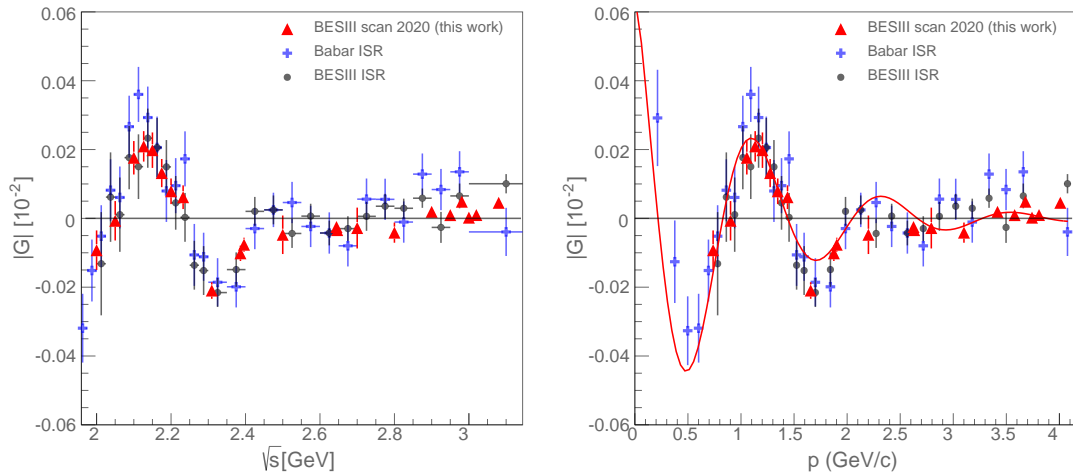 |G| [10⁻²]
0.06
0.04
0.02
0
-0.02
-0.04
-0.06
BESIII scan 2020 (this work)
Babar ISR
BESIII ISR
2 2.2 2.4 2.6 2.8 3
√s[GeV]
|G| [10⁻²]
0.06
0.04
0.02
0
-0.02
-0.04
-0.06
BESIII scan 2020 (this work)
Babar ISR
BESIII ISR
0 0.5 1 1.5 2 2.5 3 3.5 4
p (GeV/c)